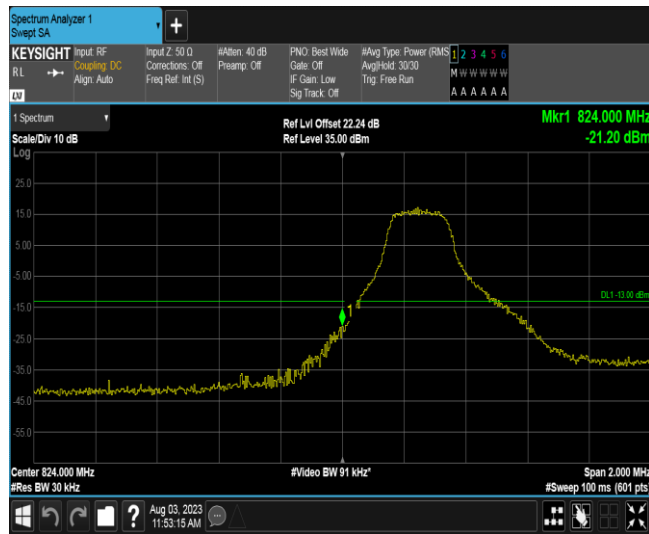 Spectrum Analyzer 1
Swept SA
+
KEYSIGHT
RL
LXI
Input: RF
Coupling: DC
Align: Auto
Input Z: 50 Ω
Corrections: Off
Freq Ref: Int (S)
#Atten: 40 dB
Preamp: Off
PNO: Best Wide
Gate: Off
IF Gain: Low
Sig Track: Off
#Avg Type: Power (RMS
Avg|Hold: 30/30
Trig: Free Run
1 2 3 4 5 6
M W W W W W
A A A A A A
1 Spectrum
Scale/Div 10 dB
Log
Ref Lvl Offset 22.24 dB
Ref Level 35.00 dBm
Mkr1 824.000 MHz
-21.20 dBm
25.0
15.0
5.00
-5.00
-15.0
-25.0
-35.0
-45.0
-55.0
DL1 -13.00 dBm
Center 824.000 MHz
#Res BW 30 kHz
#Video BW 91 kHz*
Span 2.000 MHz
#Sweep 100 ms (601 pts
?
Aug 03, 2023
11:53:15 AM